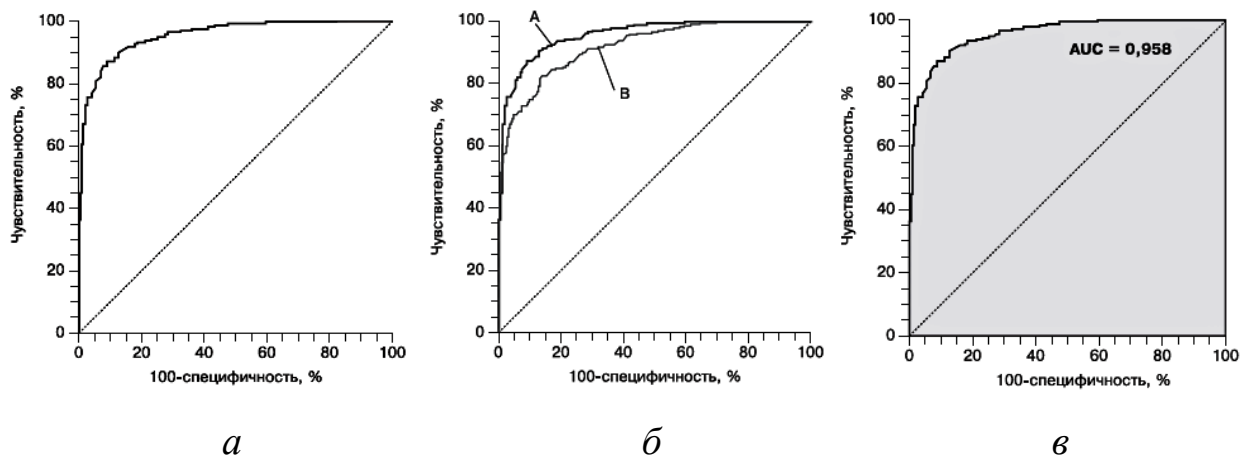 Чувствительность, %
100
80
60
40
20
0
0 20 40 60 80 100
100-специфичность, %
а
Чувствительность, %
100
80
60
40
20
0
A
B
0 20 40 60 80 100
100-специфичность, %
б
Чувствительность, %
100
80
60
40
20
0
AUC = 0,958
0 20 40 60 80 100
100-специфичность, %
в